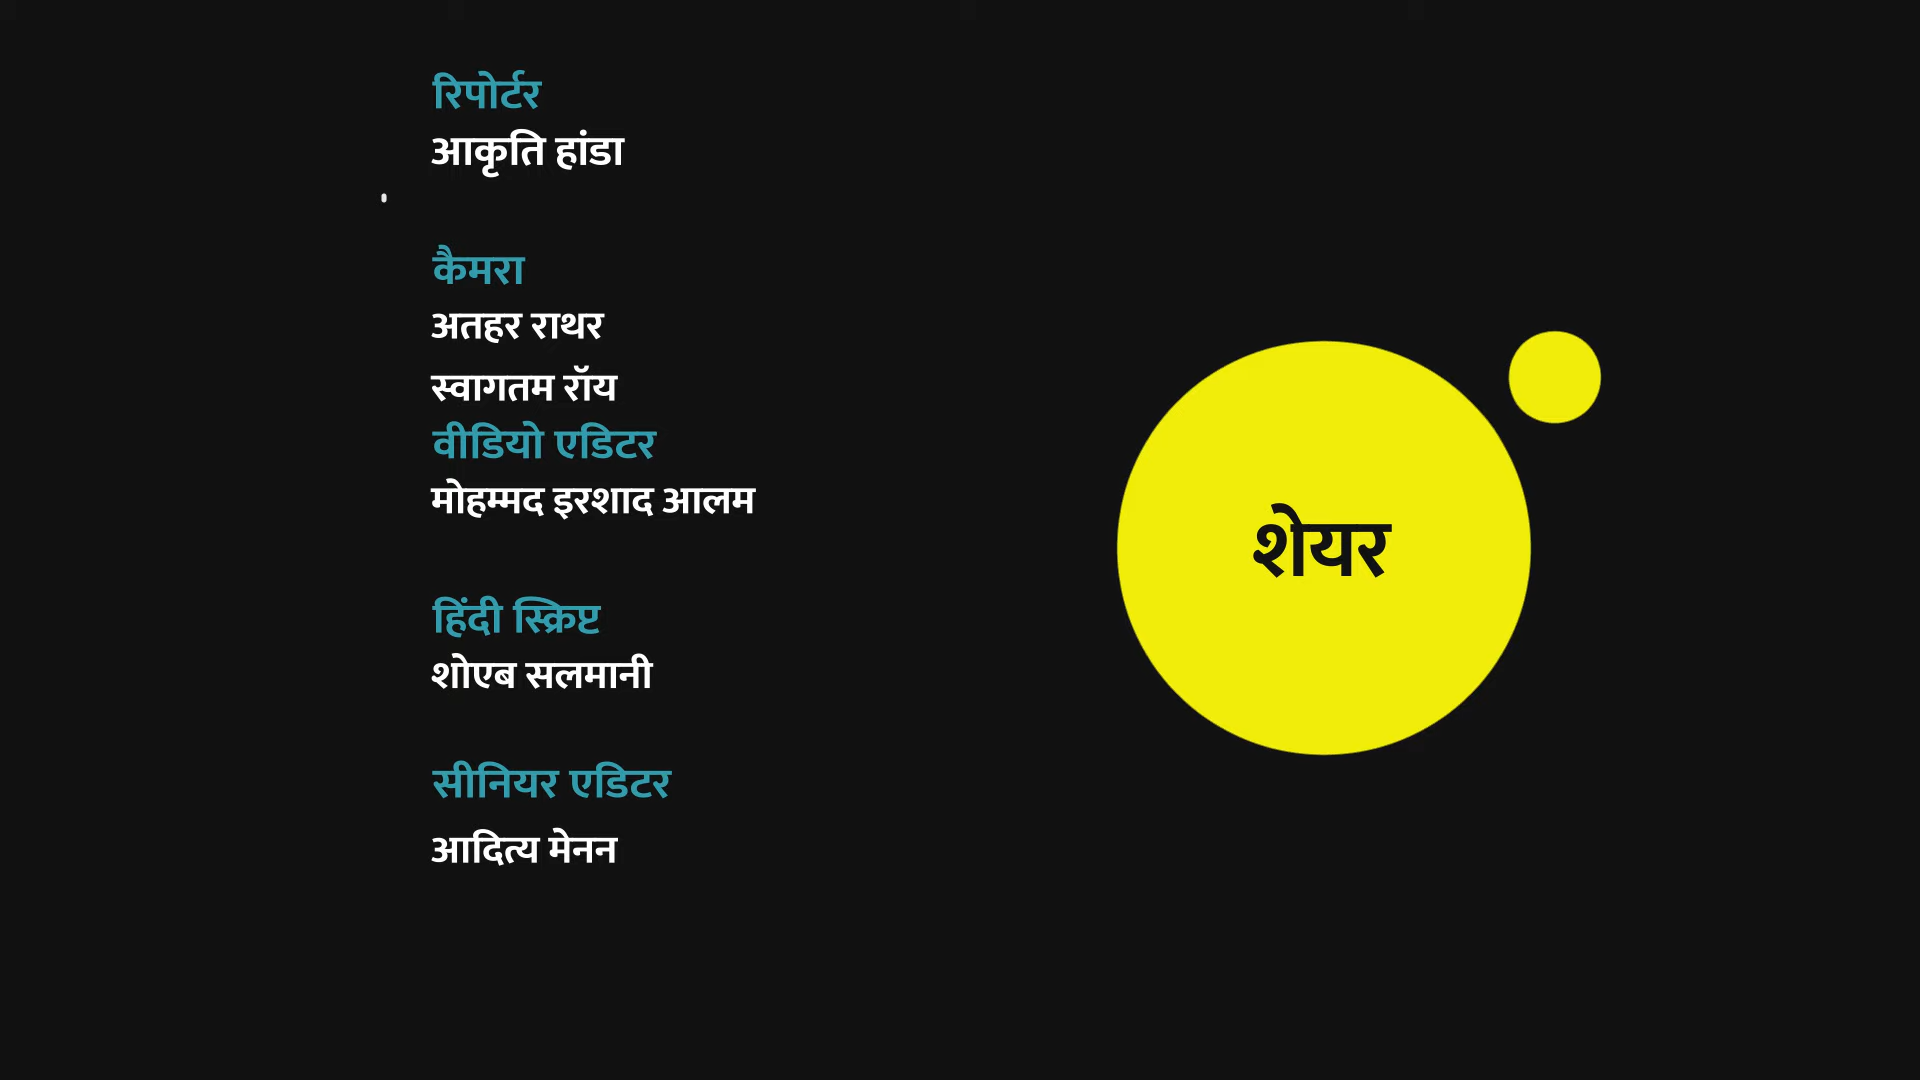 रिपोर्टर
आकृति हांडा
कैमरा
अतहर राथर
स्वागतम रॉय
वीडियो एडिटर
मोहम्मद इरशाद आलम
हिंदी स्क्रिप्ट
शोएब सलमानी
सीनियर एडिटर
आदित्य मेनन
शेयर